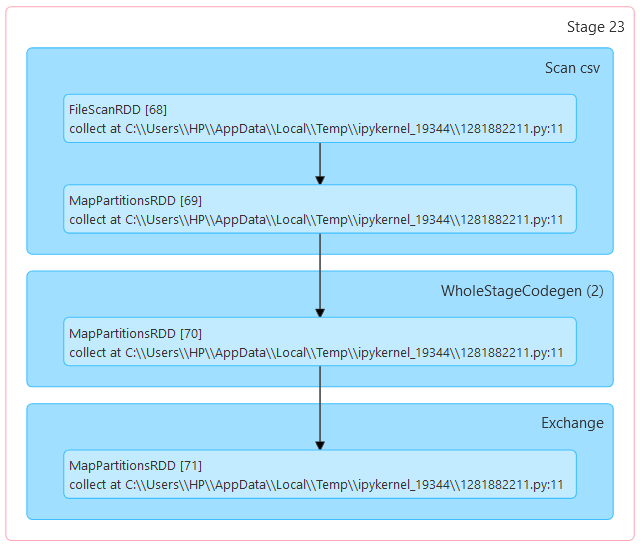 Stage 23
Scan csv
FileScanRDD [68]
collect at C:\\Users\\HP\\AppData\\Local\\Temp\\ipykernel_19344\\1281882211.py:11
MapPartitionsRDD [69]
collect at C:\\Users\\HP\\AppData\\Local\\Temp\\ipykernel_19344\\1281882211.py:11
WholeStageCodegen (2)
MapPartitionsRDD [70]
collect at C:\\Users\\HP\\AppData\\Local\\Temp\\ipykernel_19344\\1281882211.py:11
Exchange
MapPartitionsRDD [71]
collect at C:\\Users\\HP\\AppData\\Local\\Temp\\ipykernel_19344\\1281882211.py:11